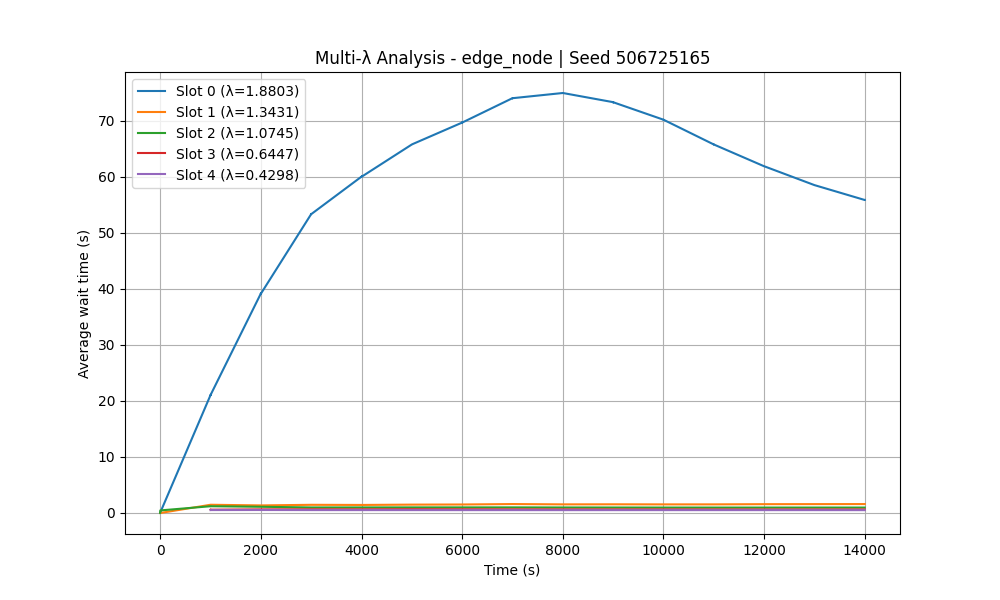 Multi-λ Analysis - edge_node | Seed 506725165
Slot 0 (λ=1.8803)
Slot 1 (λ=1.3431)
Slot 2 (λ=1.0745)
Slot 3 (λ=0.6447)
Slot 4 (λ=0.4298)
Average wait time (s)
70
60
50
40
30
20
10
0
0 2000 4000 6000 8000 10000 12000 14000
Time (s)